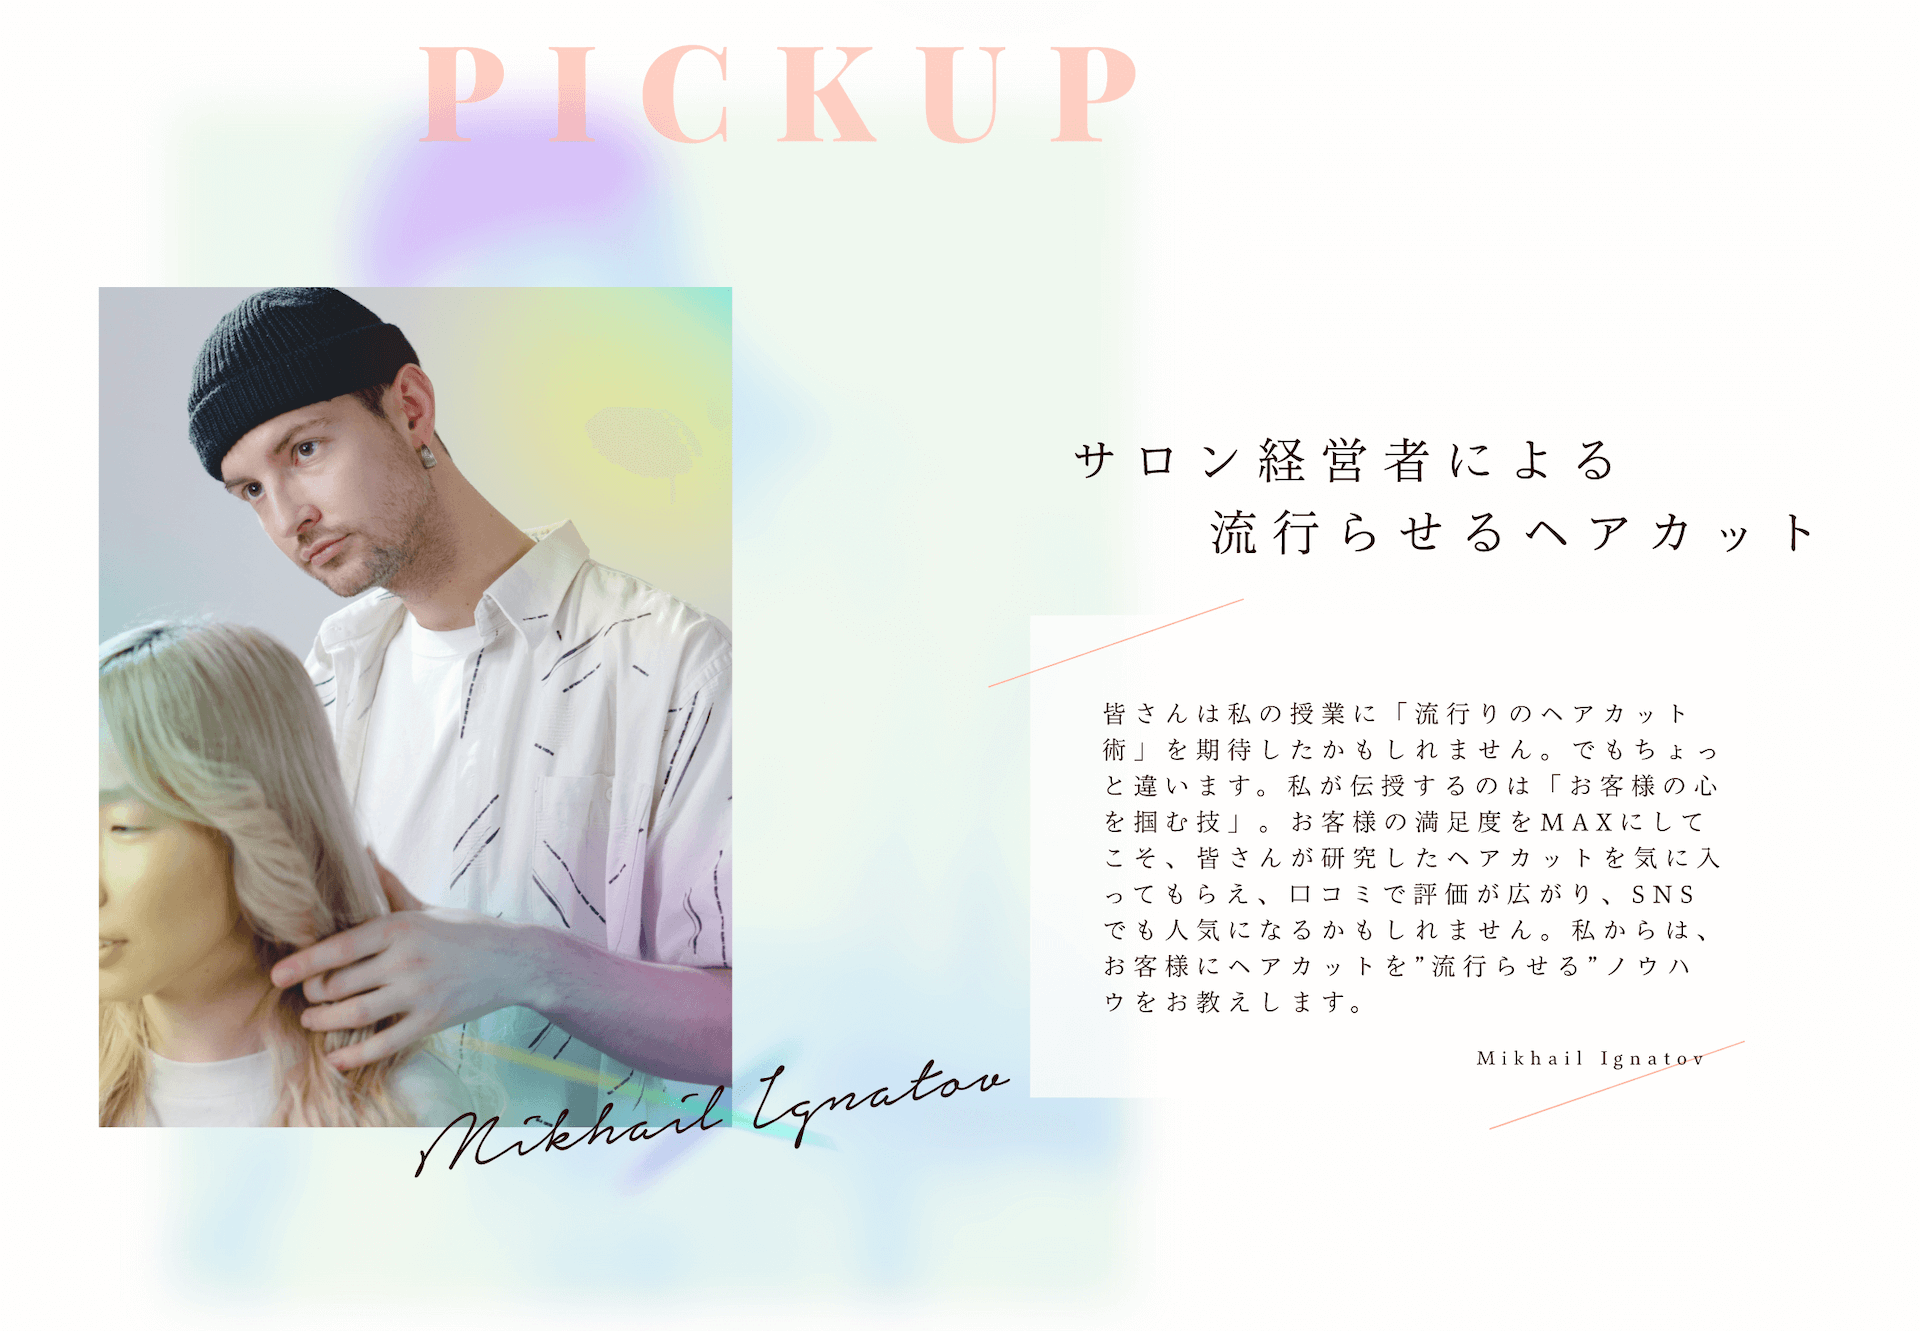 PICKUP
サロン経営者による
流行らせるヘアカット
皆さんは私の授業に「流行りのヘアカット
術」を期待したかもしれません。でもちょっ
と違います。私が伝授するのは「お客様の心
を掴む技」。お客様の満足度をMAXにして
こそ、皆さんが研究したヘアカットを気に入
ってもらえ、口コミで評価が広がり、SNS
でも人気になるかもしれません。私からは、
お客様にヘアカットを”流行らせる”ノウハ
ウをお教えします。
Mikhail Ignatov
Mikhail Ignatov